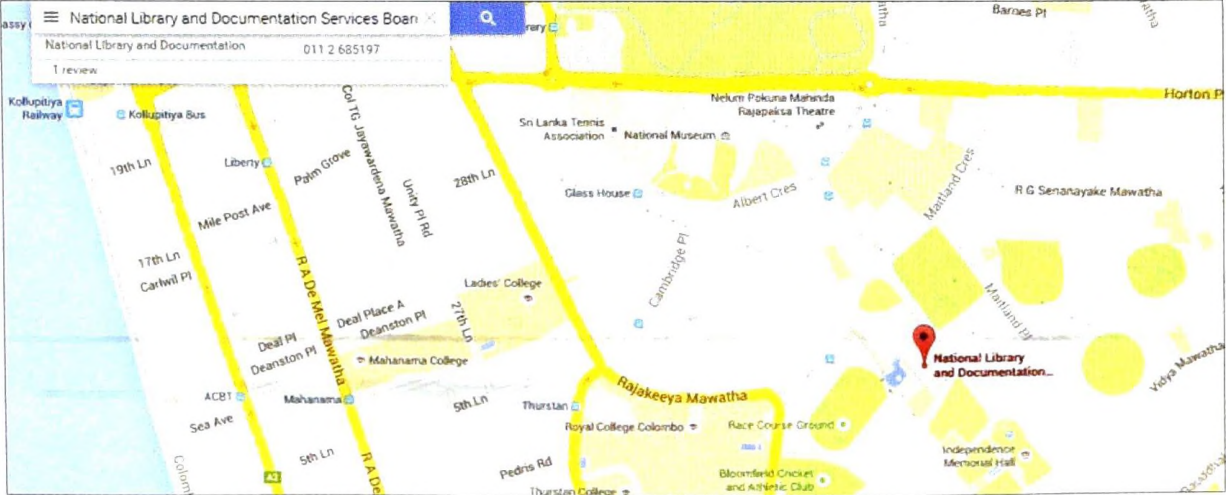 National Library and Documentation Services Boar
National Library and Documentation
011 2 685197
1 review
assy
rary
Barnes Pl
atha
watha
Kollupitiya
Railway
Kollupitiya Bus
Horton P
Nelum Pokuna Mahinda
Rajapaksa Theatre
Sri Lanka Tennis
Association
National Museum
19th Ln
Liberty
Palm Grove
Col TG Jayawardena Mawatha
Unity Pl Rd
28th Ln
Glass House
Albert Cres
Maitland Cres
R G Senanayake Mawatha
Mile Post Ave
17th Ln
Carlwil Pl
R A De Mel Mawatha
Ladies' College
Cambridge Pl
Maitland Pl
Deal Place A
Deanston Pl
27th Ln
Deal Pl
Deanston Pl
Mahanama College
National Library
and Documentation...
Vidya Mawatha
ACBT
Mahanama
5th Ln
Thurstan
Rajakeeya Mawatha
Sea Ave
Royal College Colombo
Race Course Ground
5th Ln
Independence
Memorial Hall
Colom
A2
R A De
Pedris Rd
Bloomfield Cricket
and Athletic Club
Thurstan College